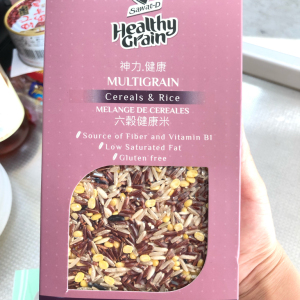 Sawat-D
Healthy
Grain
神力.健康
MULTIGRAIN
Cereals & Rice
MELANGE DE CEREALES
六穀健康米
Source of Fiber and Vitamin B1
Low Saturated Fat
Gluten free